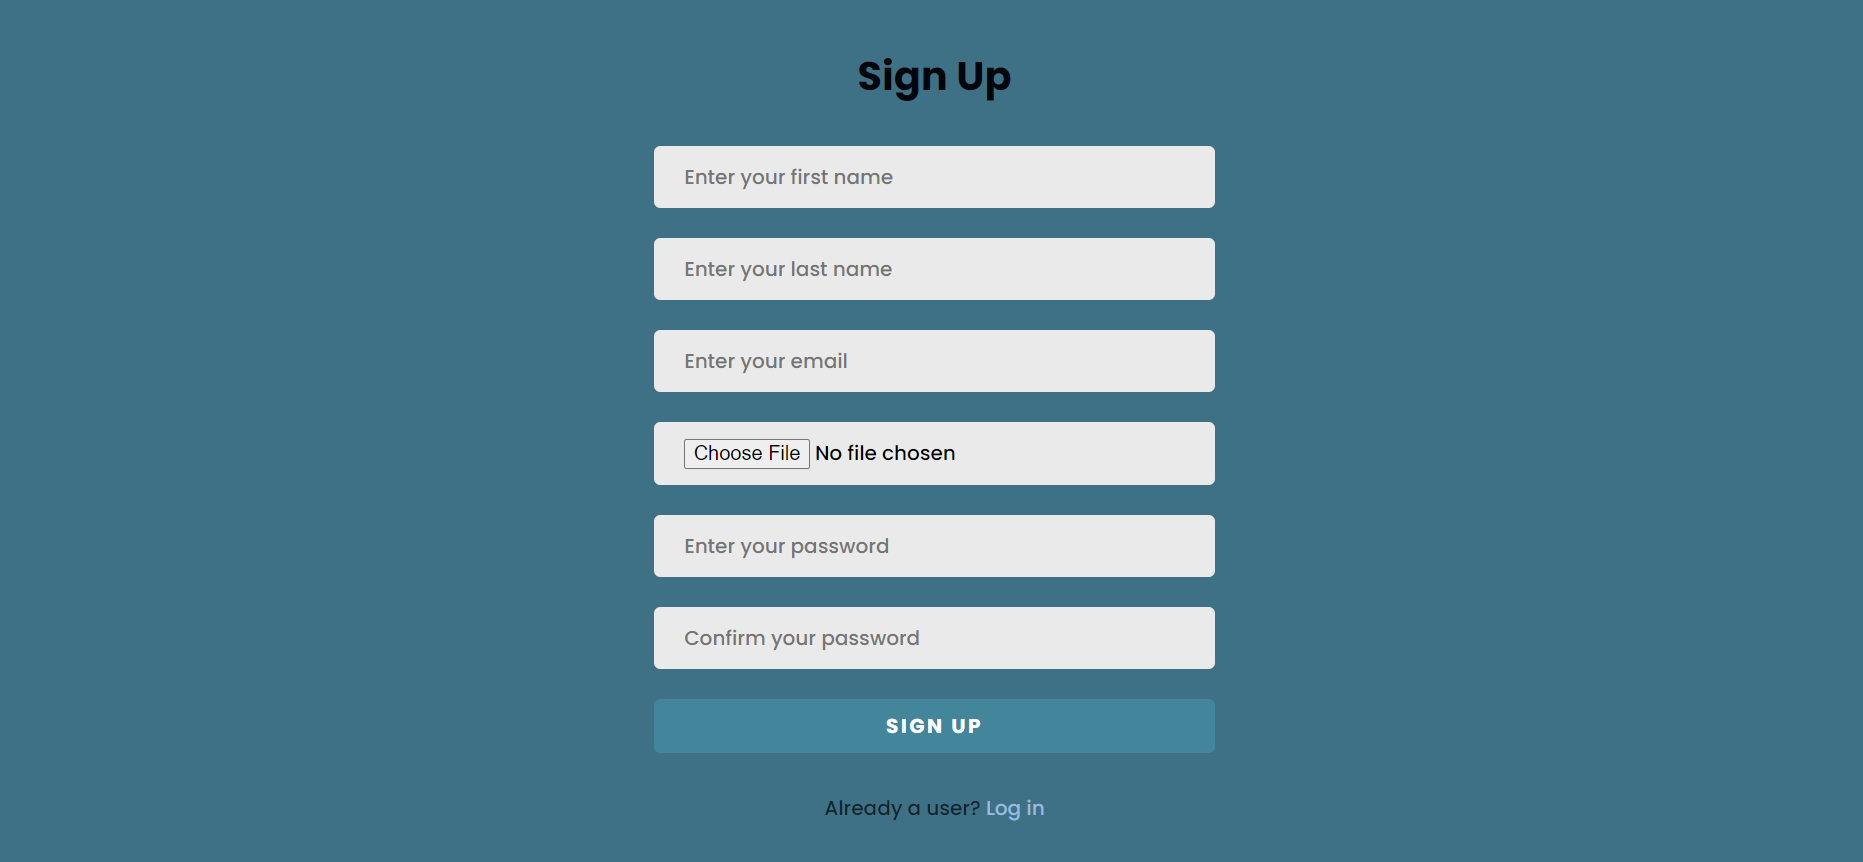 Sign Up
Enter your first name
Enter your last name
Enter your email
Choose File No file chosen
Enter your password
Confirm your password
SIGN UP
Already a user? Log in